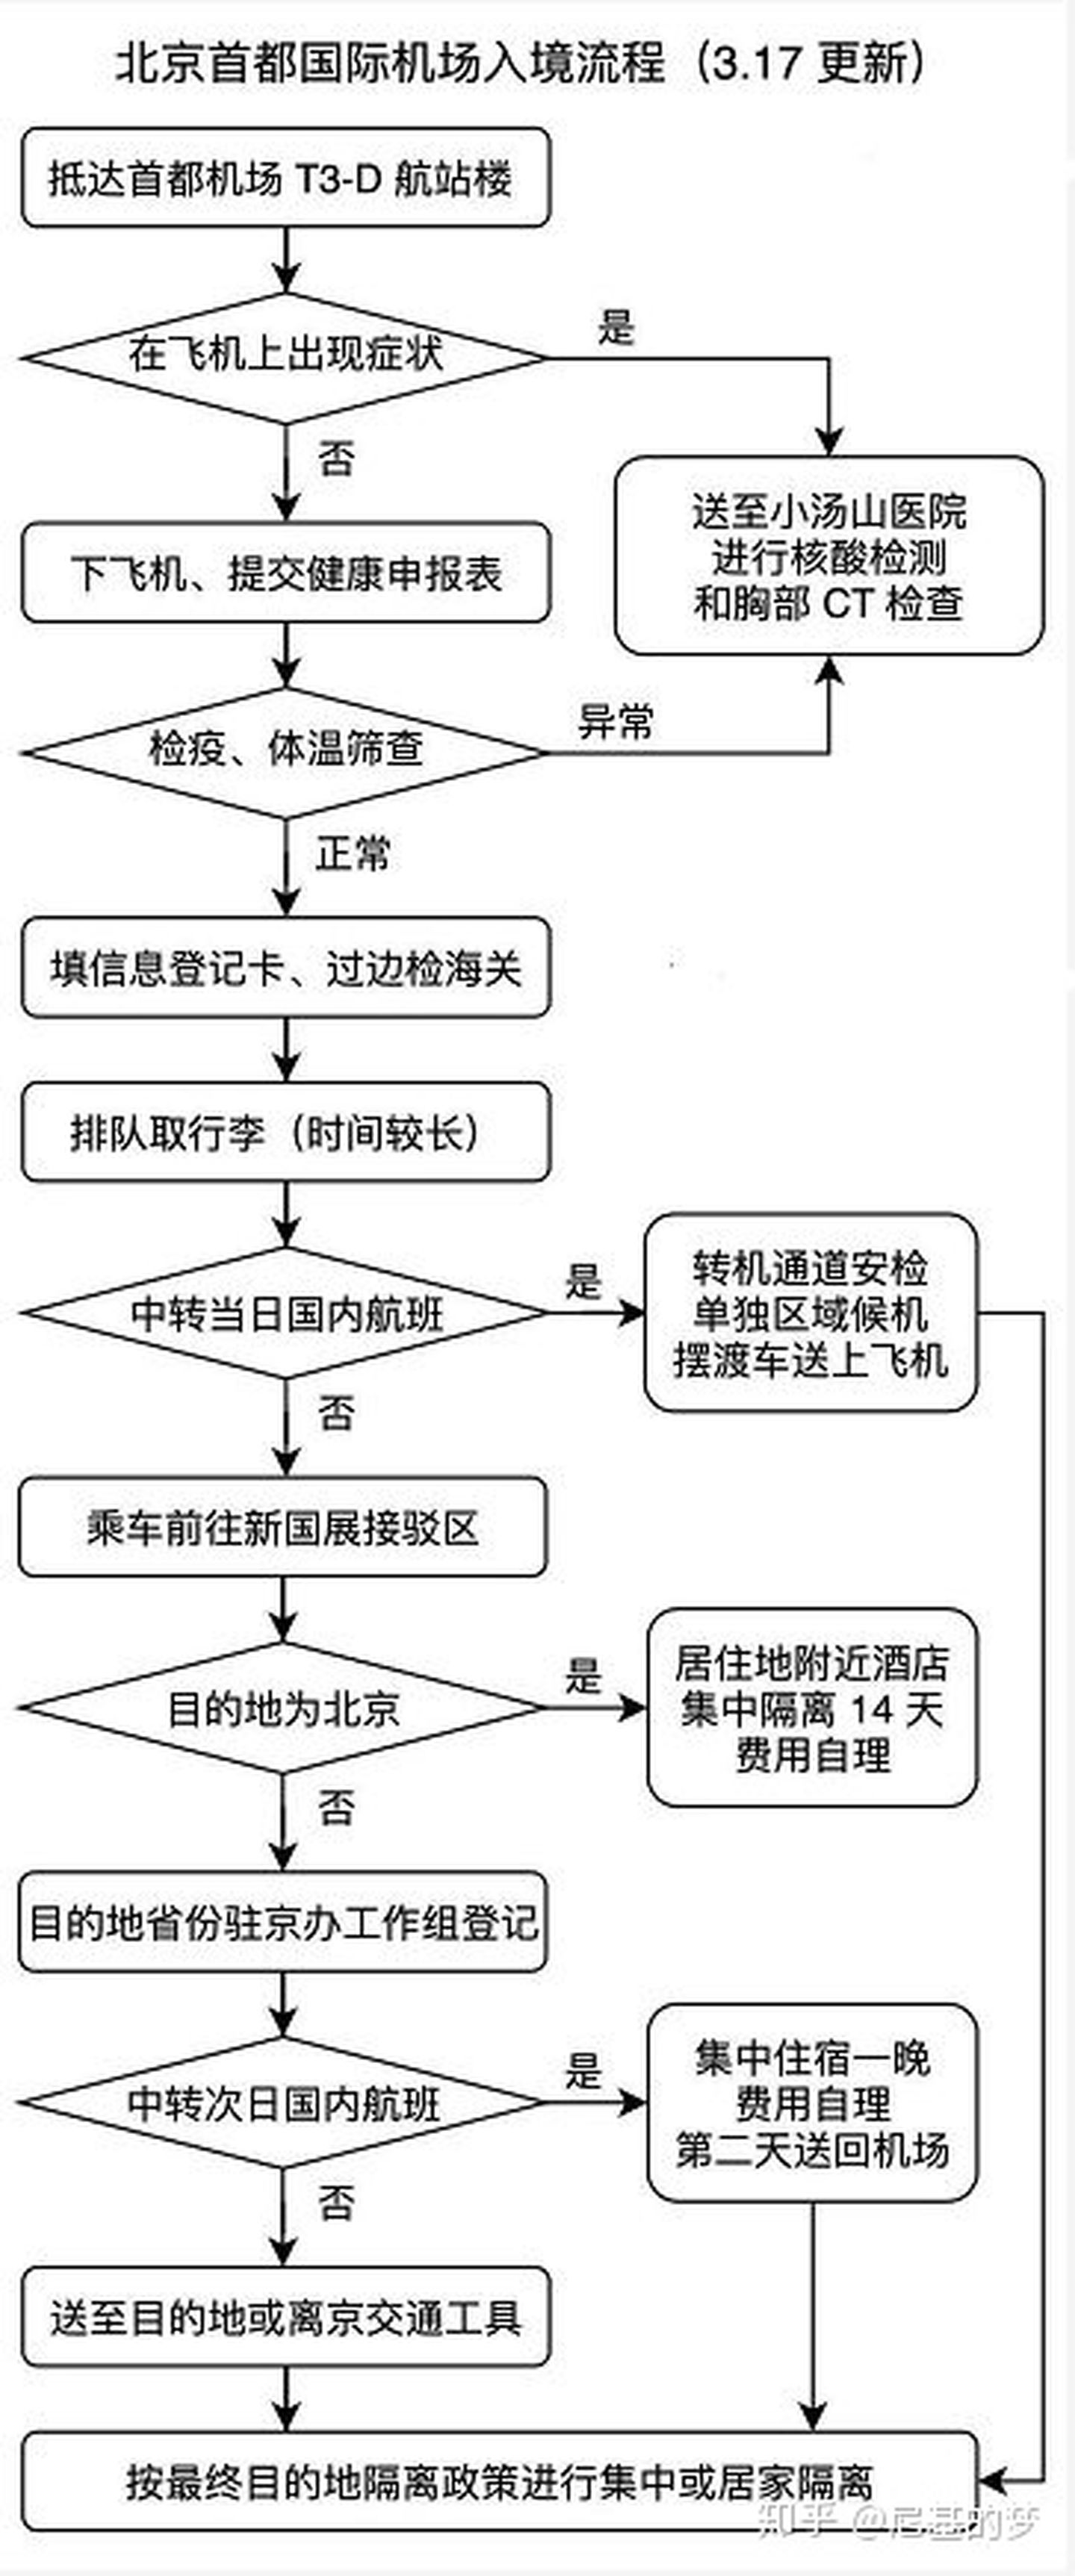 北京首都国际机场入境流程（3.17 更新）
抵达首都机场 T3-D 航站楼
在飞机上出现症状
是
否
送至小汤山医院
进行核酸检测
和胸部 CT 检查
下飞机、提交健康申报表
检疫、体温筛查
异常
正常
填信息登记卡、过边检海关
排队取行李（时间较长）
中转当日国内航班
是
转机通道安检
单独区域候机
摆渡车送上飞机
否
乘车前往新国展接驳区
目的地为北京
是
居住地附近酒店
集中隔离 14 天
费用自理
否
目的地省份驻京办工作组登记
中转次日国内航班
是
集中住宿一晚
费用自理
第二天送回机场
否
送至目的地或离京交通工具
按最终目的地隔离政策进行集中或居家隔离
知乎 @尼基的梦